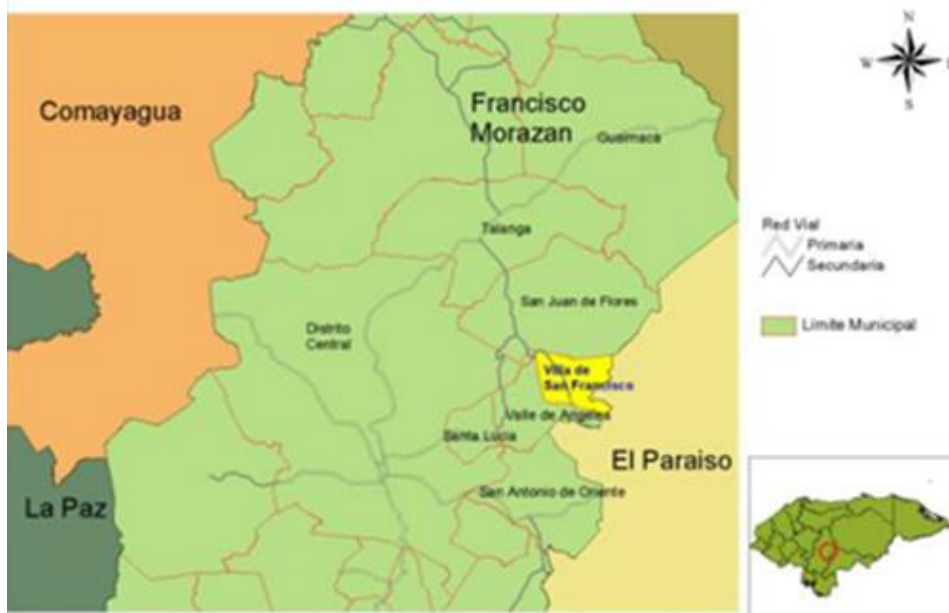 N
W
S
Comayagua
Francisco
Morazan
Guaimaca
Talanga
Red Vial
Primaria
Secundaria
San Juan de Flores
Limite Municipal
Distrito
Central
Villa de
San Francisco
Valle de Angeles
Santa Lucia
El Paraiso
La Paz
San Antonio de Oriente